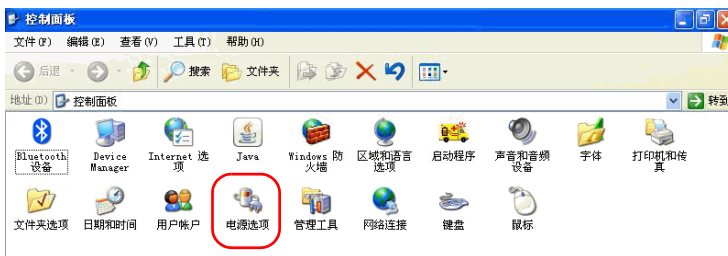 控制面板
文件(F) 编辑(E) 查看(V) 工具(T) 帮助(H)
后退 搜索 文件夹
地址(D) 控制面板 转到
Bluetooth 设备 Device Manager Internet 选项 Java Windows 防火墙 区域和语言选项 启动程序 声音和音频设备 字体 打印机和传真
文件夹选项 日期和时间 用户帐户 电源选项 管理工具 网络连接 键盘 鼠标